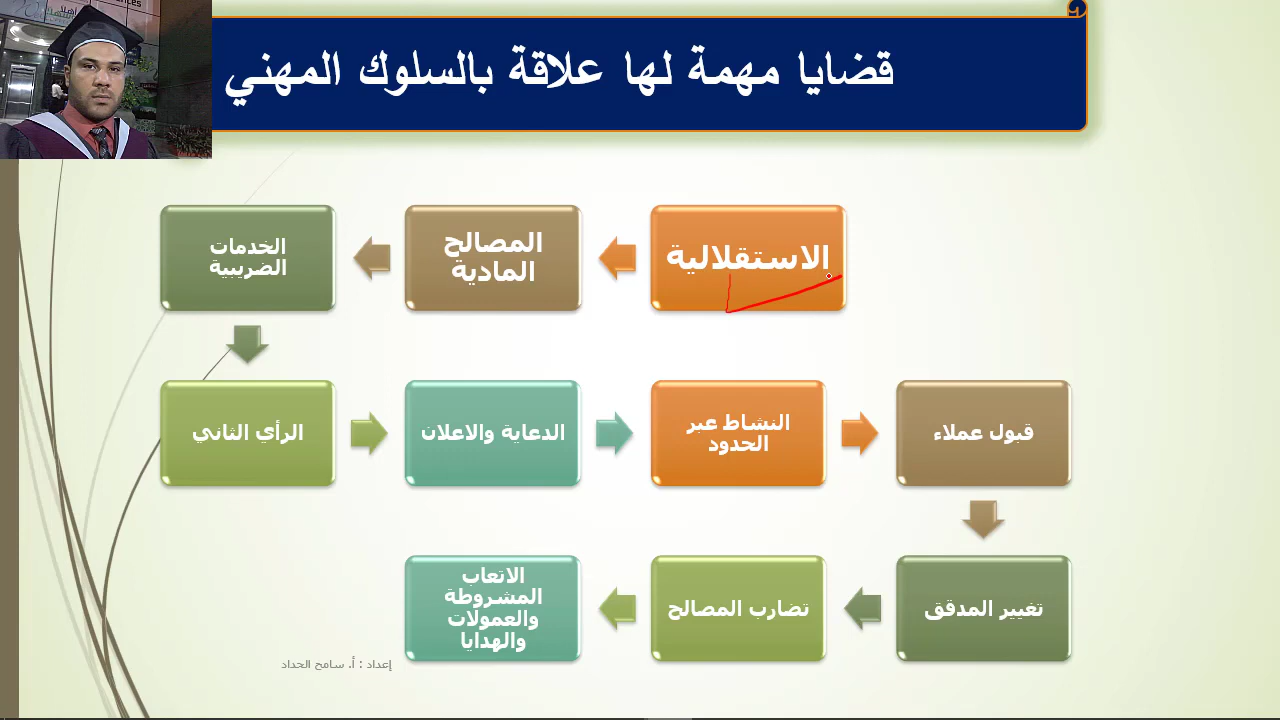 قضايا مهمة لها علاقة بالسلوك المهني
الاستقلالية
المصالح
المادية
الخدمات
الضريبية
الرأي الثاني
الدعاية والاعلان
النشاط عبر
الحدود
قبول عملاء
تغيير المدقق
تضارب المصالح
الاتعاب
المشروطة
والعمولات
والهدايا
إعداد : أ. سامح الحداد